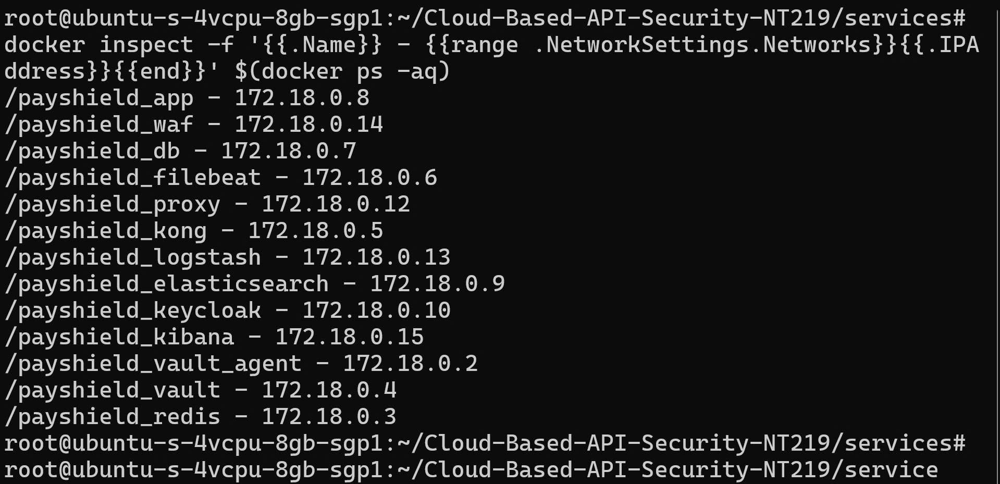 root@ubuntu-s-4vcpu-8gb-sgp1:~/Cloud-Based-API-Security-NT219/services#
docker inspect -f '{{.Name}} - {{range .NetworkSettings.Networks}}{{.IPA
ddress}}{{end}}' $(docker ps -aq)
/payshield_app - 172.18.0.8
/payshield_waf - 172.18.0.14
/payshield_db - 172.18.0.7
/payshield_filebeat - 172.18.0.6
/payshield_proxy - 172.18.0.12
/payshield_kong - 172.18.0.5
/payshield_logstash - 172.18.0.13
/payshield_elasticsearch - 172.18.0.9
/payshield_keycloak - 172.18.0.10
/payshield_kibana - 172.18.0.15
/payshield_vault_agent - 172.18.0.2
/payshield_vault - 172.18.0.4
/payshield_redis - 172.18.0.3
root@ubuntu-s-4vcpu-8gb-sgp1:~/Cloud-Based-API-Security-NT219/services#
root@ubuntu-s-4vcpu-8gb-sgp1:~/Cloud-Based-API-Security-NT219/service